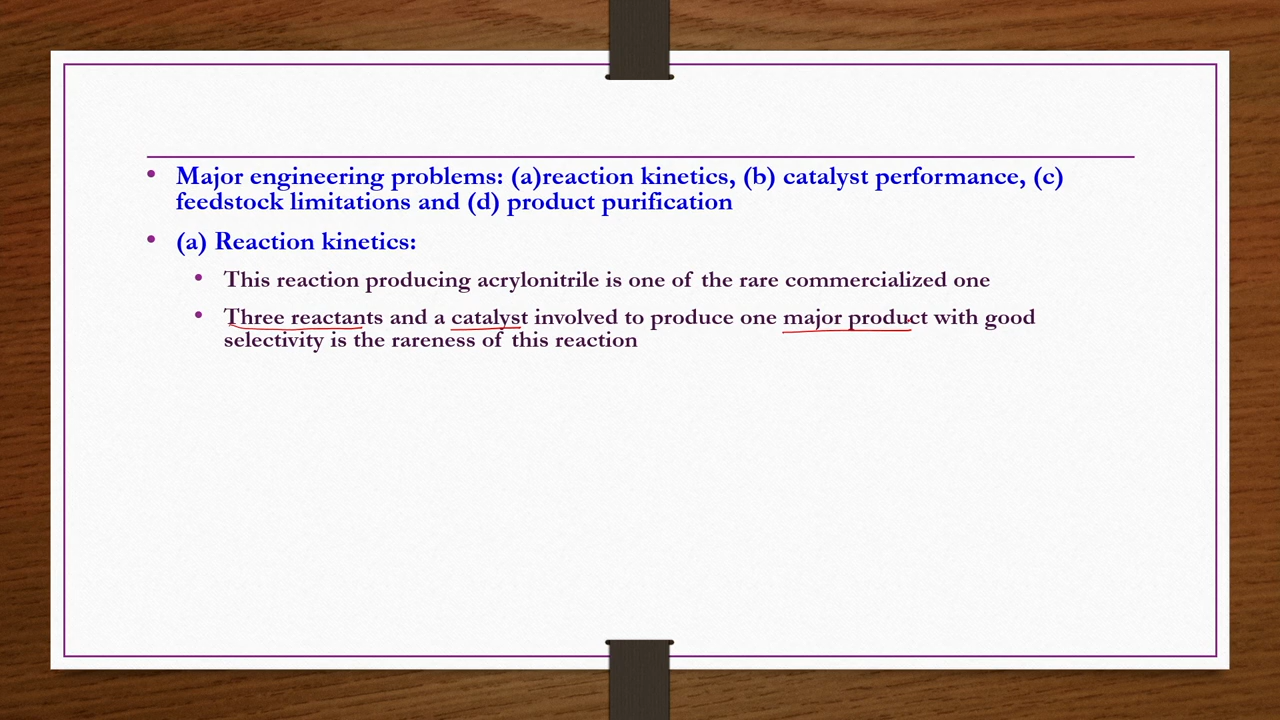 • Major engineering problems: (a)reaction kinetics, (b) catalyst performance, (c)
feedstock limitations and (d) product purification
• (a) Reaction kinetics:
• This reaction producing acrylonitrile is one of the rare commercialized one
• Three reactants and a catalyst involved to produce one major product with good
selectivity is the rareness of this reaction